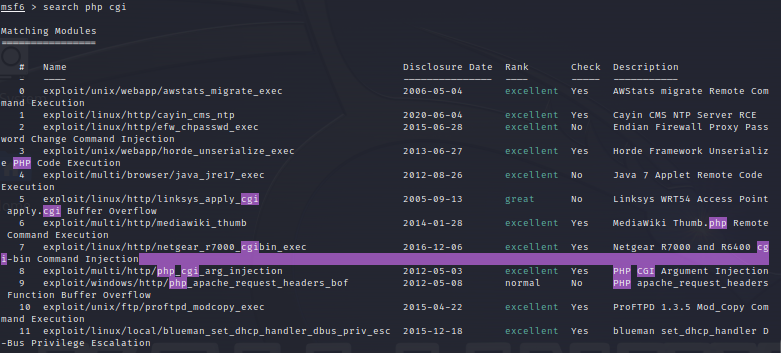 msf6 > search php cgi
Matching Modules
================
# Name Disclosure Date Rank Check Description
- ---- --------------- ---- ----- -----------
0 exploit/unix/webapp/awstats_migrate_exec 2006-05-04 excellent Yes AWStats migrate Remote Com
mand Execution
1 exploit/linux/http/cayin_cms_ntp 2020-06-04 excellent Yes Cayin CMS NTP Server RCE
2 exploit/linux/http/efw_chpasswd_exec 2015-06-28 excellent No Endian Firewall Proxy Pass
word Change Command Injection
3 exploit/unix/webapp/horde_unserialize_exec 2013-06-27 excellent Yes Horde Framework Unserializ
e PHP Code Execution
4 exploit/multi/browser/java_jre17_exec 2012-08-26 excellent No Java 7 Applet Remote Code
Execution
5 exploit/linux/http/linksys_apply_cgi 2005-09-13 great No Linksys WRT54 Access Point
apply.cgi Buffer Overflow
6 exploit/multi/http/mediawiki_thumb 2014-01-28 excellent Yes MediaWiki Thumb.php Remote
Command Execution
7 exploit/linux/http/netgear_r7000_cgibin_exec 2016-12-06 excellent Yes Netgear R7000 and R6400 cg
i-bin Command Injection
8 exploit/multi/http/php_cgi_arg_injection 2012-05-03 excellent Yes PHP CGI Argument Injection
9 exploit/windows/http/php_apache_request_headers_bof 2012-05-08 normal No PHP apache_request_headers
Function Buffer Overflow
10 exploit/unix/ftp/proftpd_modcopy_exec 2015-04-22 excellent Yes ProFTPD 1.3.5 Mod_Copy Com
mand Execution
11 exploit/linux/local/blueman_set_dhcp_handler_dbus_priv_esc 2015-12-18 excellent Yes blueman set_dhcp_handler D
-Bus Privilege Escalation